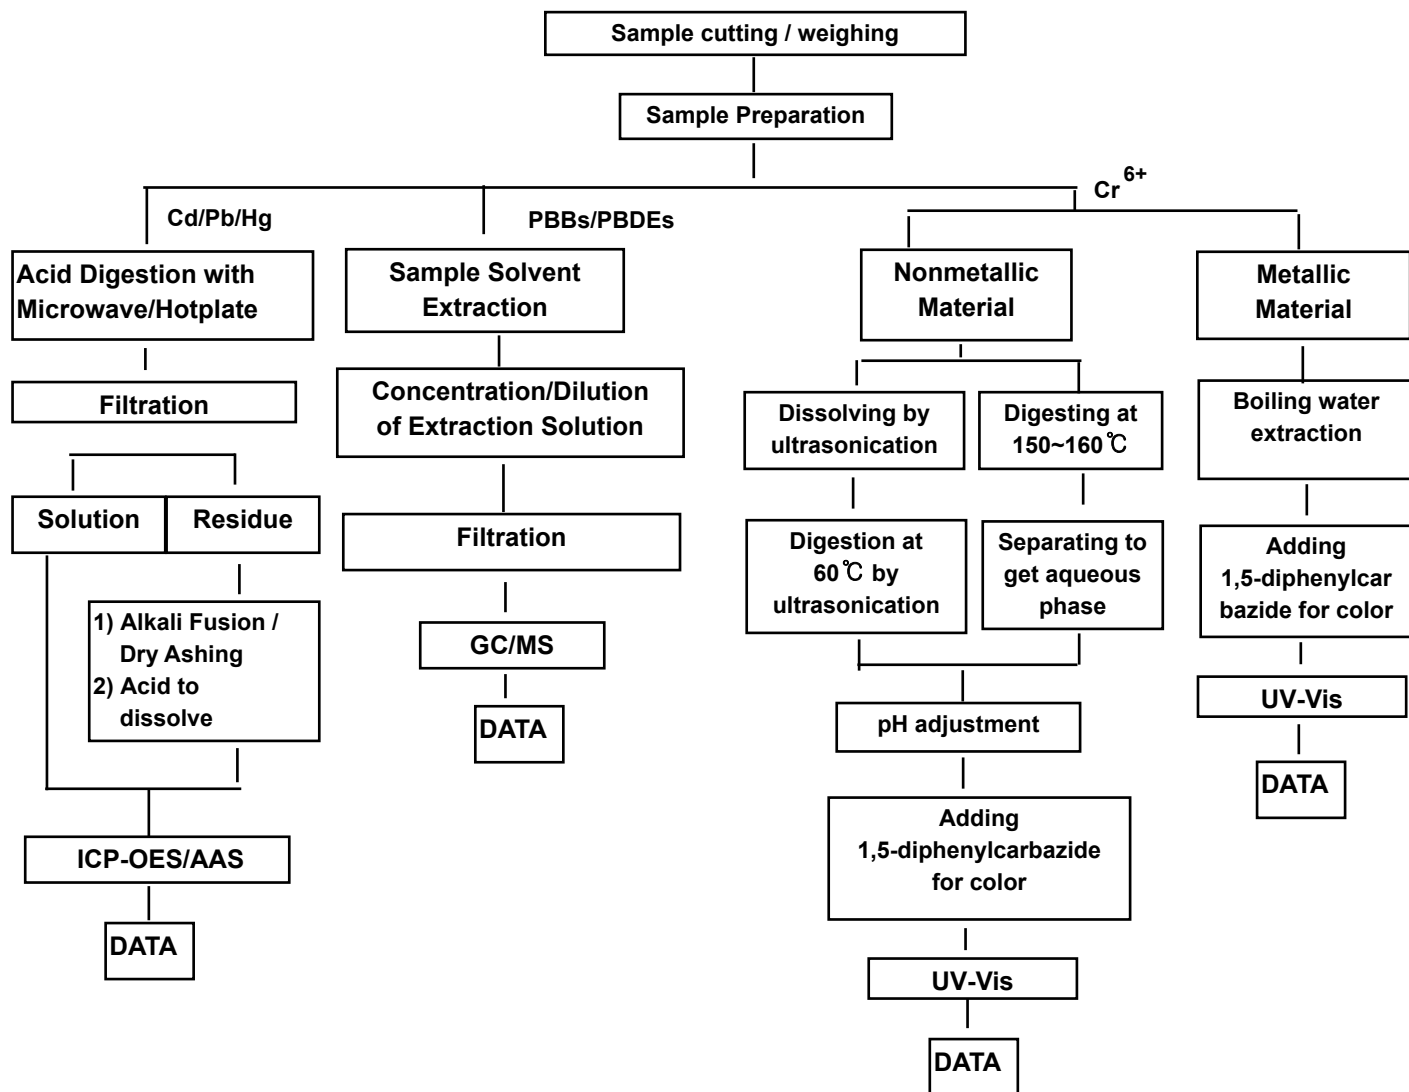 Sample cutting / weighing
Sample Preparation
Cr 6+
Cd/Pb/Hg
PBBs/PBDEs
Acid Digestion with
Microwave/Hotplate
Filtration
Solution
Residue
1) Alkali Fusion /
Dry Ashing
2) Acid to
dissolve
ICP-OES/AAS
DATA
Sample Solvent
Extraction
Concentration/Dilution
of Extraction Solution
Filtration
GC/MS
DATA
Nonmetallic
Material
Dissolving by
ultrasonication
Digestion at
60℃ by
ultrasonication
Digesting at
150~160℃
Separating to
get aqueous
phase
pH adjustment
Adding
1,5-diphenylcarbazide
for color
UV-Vis
DATA
Metallic
Material
Boiling water
extraction
Adding
1,5-diphenylcar
bazide for color
UV-Vis
DATA